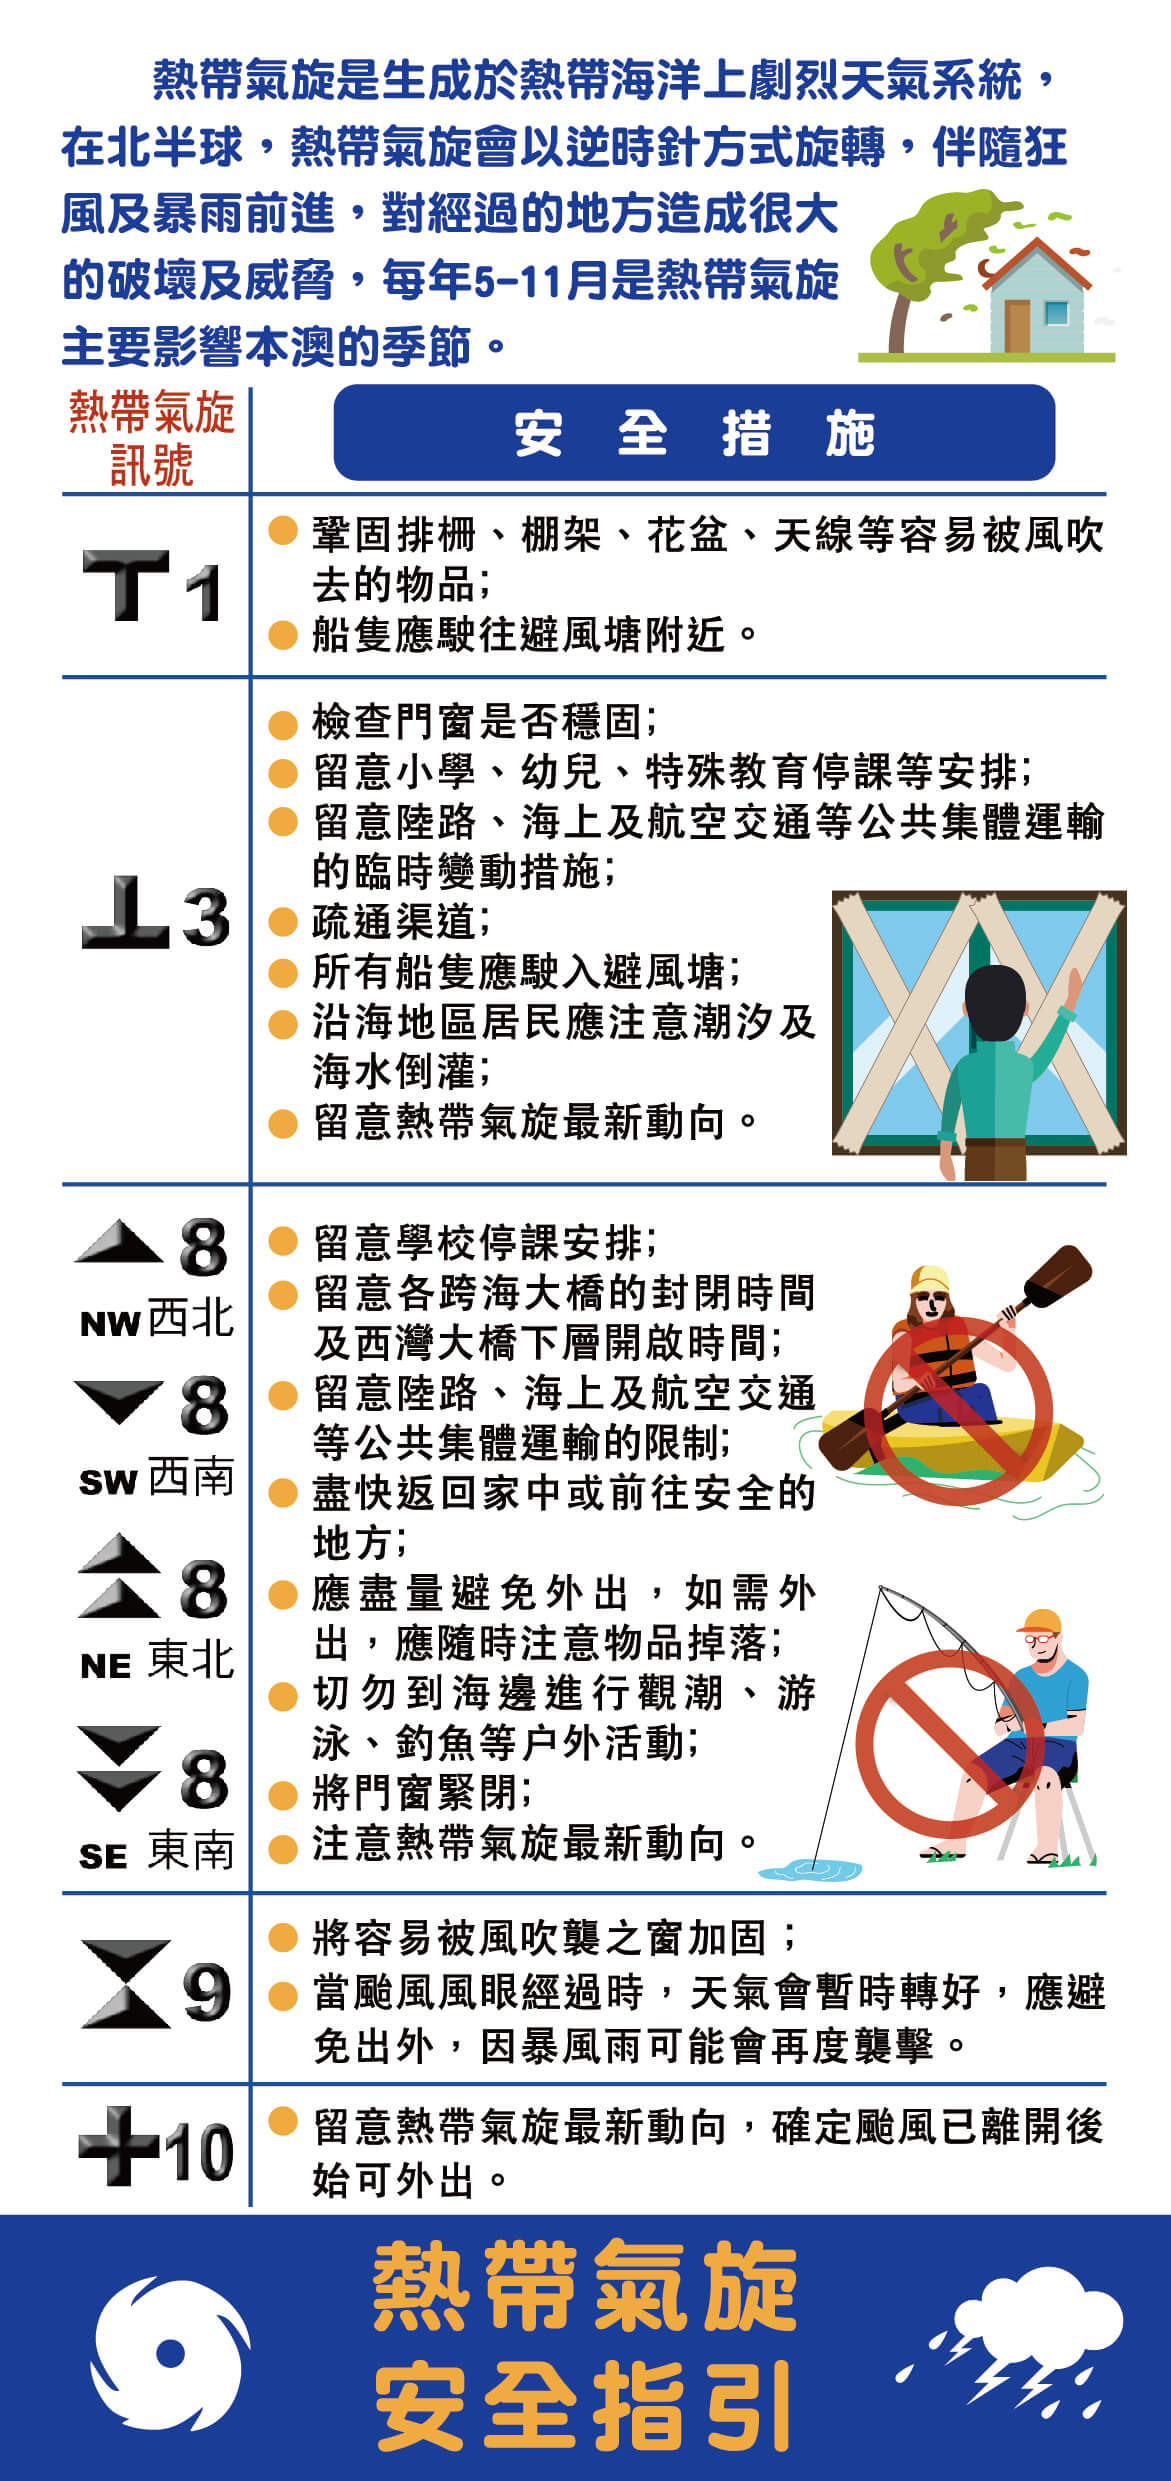 熱帶氣旋是生成於熱帶海洋上劇烈天氣系統，
在北半球，熱帶氣旋會以逆時針方式旋轉，伴隨狂
風及暴雨前進，對經過的地方造成很大
的破壞及威脅，每年5-11月是熱帶氣旋
主要影響本澳的季節。
熱帶氣旋
訊號
安全措施
1
鞏固排栅、棚架、花盆、天線等容易被風吹
去的物品;
船隻應駛往避風塘附近。
3
檢查門窗是否穩固;
留意小學、幼兒、特殊教育停課等安排;
留意陸路、海上及航空交通等公共集體運輸
的臨時變動措施;
疏通渠道;
所有船隻應駛入避風塘;
沿海地區居民應注意潮汐及
海水倒灌;
留意熱帶氣旋最新動向。
8
NW 西北
8
SW 西南
8
NE 東北
8
SE 東南
留意學校停課安排;
留意各跨海大橋的封閉時間
及西灣大橋下層開啟時間;
留意陸路、海上及航空交通
等公共集體運輸的限制;
盡快返回家中或前往安全的
地方;
應盡量避免外出，如需外
出，應隨時注意物品掉落;
切勿到海邊進行觀潮、游
泳、釣魚等户外活動;
將門窗緊閉;
注意熱帶氣旋最新動向。
9
將容易被風吹襲之窗加固；
當颱風風眼經過時，天氣會暫時轉好，應避
免出外，因暴風雨可能會再度襲擊。
10
留意熱帶氣旋最新動向，確定颱風已離開後
始可外出。
熱帶氣旋
安全指引